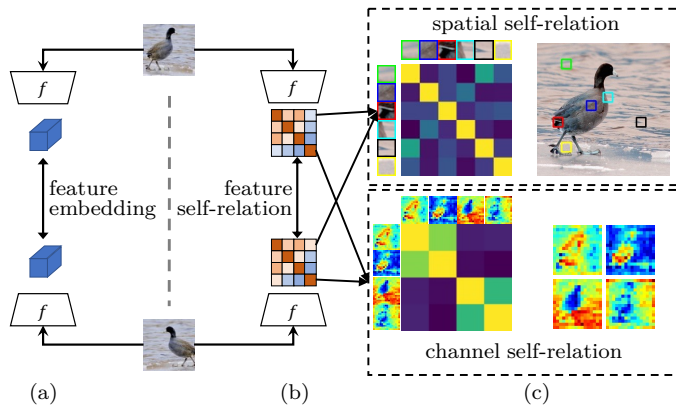 spatial self-relation
f
f
feature
embedding
feature
self-relation
f
f
channel self-relation
(a)
(b)
(c)